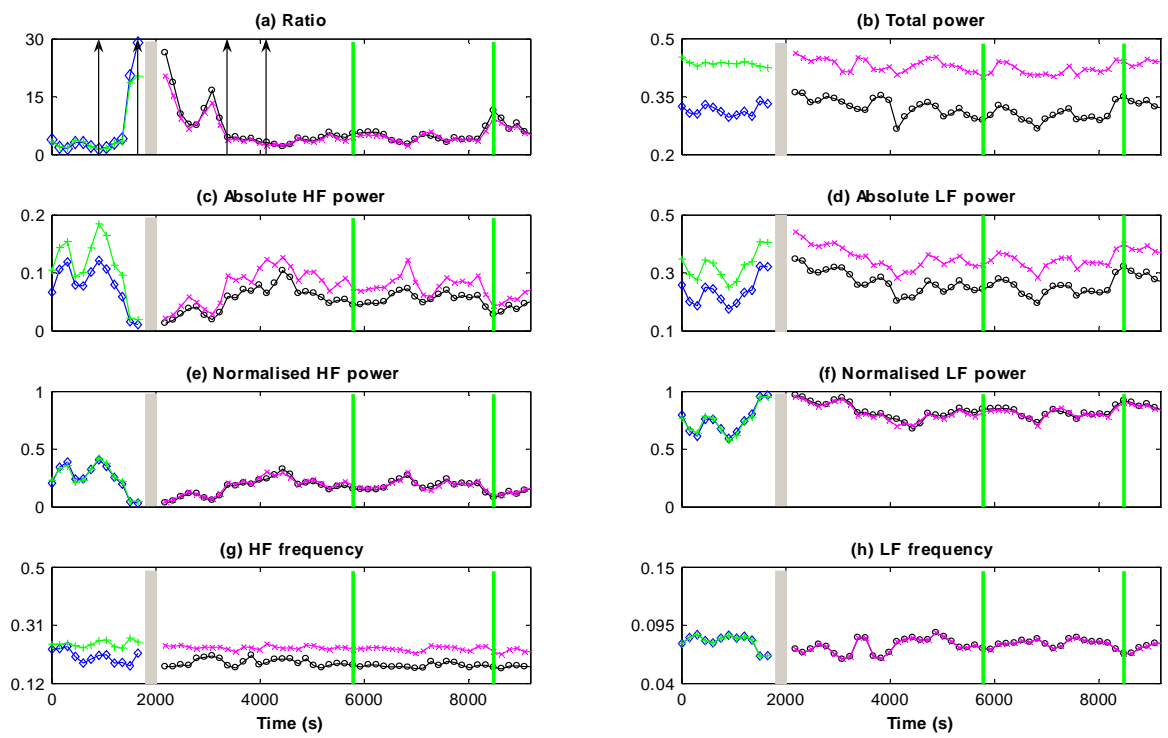 (a) Ratio
30
15
0
(b) Total power
0.5
0.35
0.2
(c) Absolute HF power
0.2
0.1
0
(d) Absolute LF power
0.5
0.3
0.1
(e) Normalised HF power
1
0.5
0
(f) Normalised LF power
1
0.5
0
(g) HF frequency
0.5
0.31
0.12
0 2000 4000 6000 8000
Time (s)
(h) LF frequency
0.15
0.095
0.04
0 2000 4000 6000 8000
Time (s)